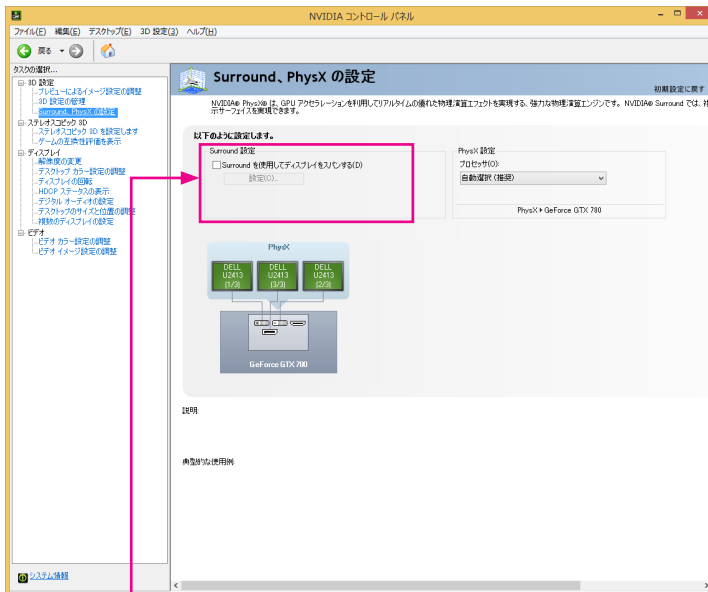 NVIDIA コントロール パネル
ファイル(F) 編集(E) デスクトップ(E) 3D 設定(3) ヘルプ(H)
戻る
タスクの選択...
3D 設定
プレビューによるイメージ設定の調整
3D 設定の管理
Surround、PhysX の設定
ステレオスコピック 3D
ステレオスコピック 3D を設定します
ゲームの互換性評価を表示
ディスプレイ
解像度の変更
デスクトップ カラー設定の調整
ディスプレイの回転
HDCP ステータスの表示
デジタル オーディオの設定
デスクトップのサイズと位置の調整
複数のディスプレイの設定
ビデオ
ビデオ カラー設定の調整
ビデオ イメージ設定の調整
システム情報
Surround、PhysX の設定
初期設定に戻す
NVIDIA® PhysX® は、GPU アクセラレーションを利用してリアルタイムの優れた物理演算エフェクトを実現する、強力な物理演算エンジンです。 NVIDIA® Surround では、
示サーフェイスを実現できます。
以下のように設定します。
Surround 設定
Surround を使用してディスプレイをスパンする(D)
設定(C)...
PhysX 設定
プロセッサ(O):
自動選択 (推奨)
PhysX ▸ GeForce GTX 780
PhysX
DELL U2413 (1/3)
DELL U2413 (3/3)
DELL U2413 (2/3)
GeForce GTX 780
説明:
典型的な使用例: